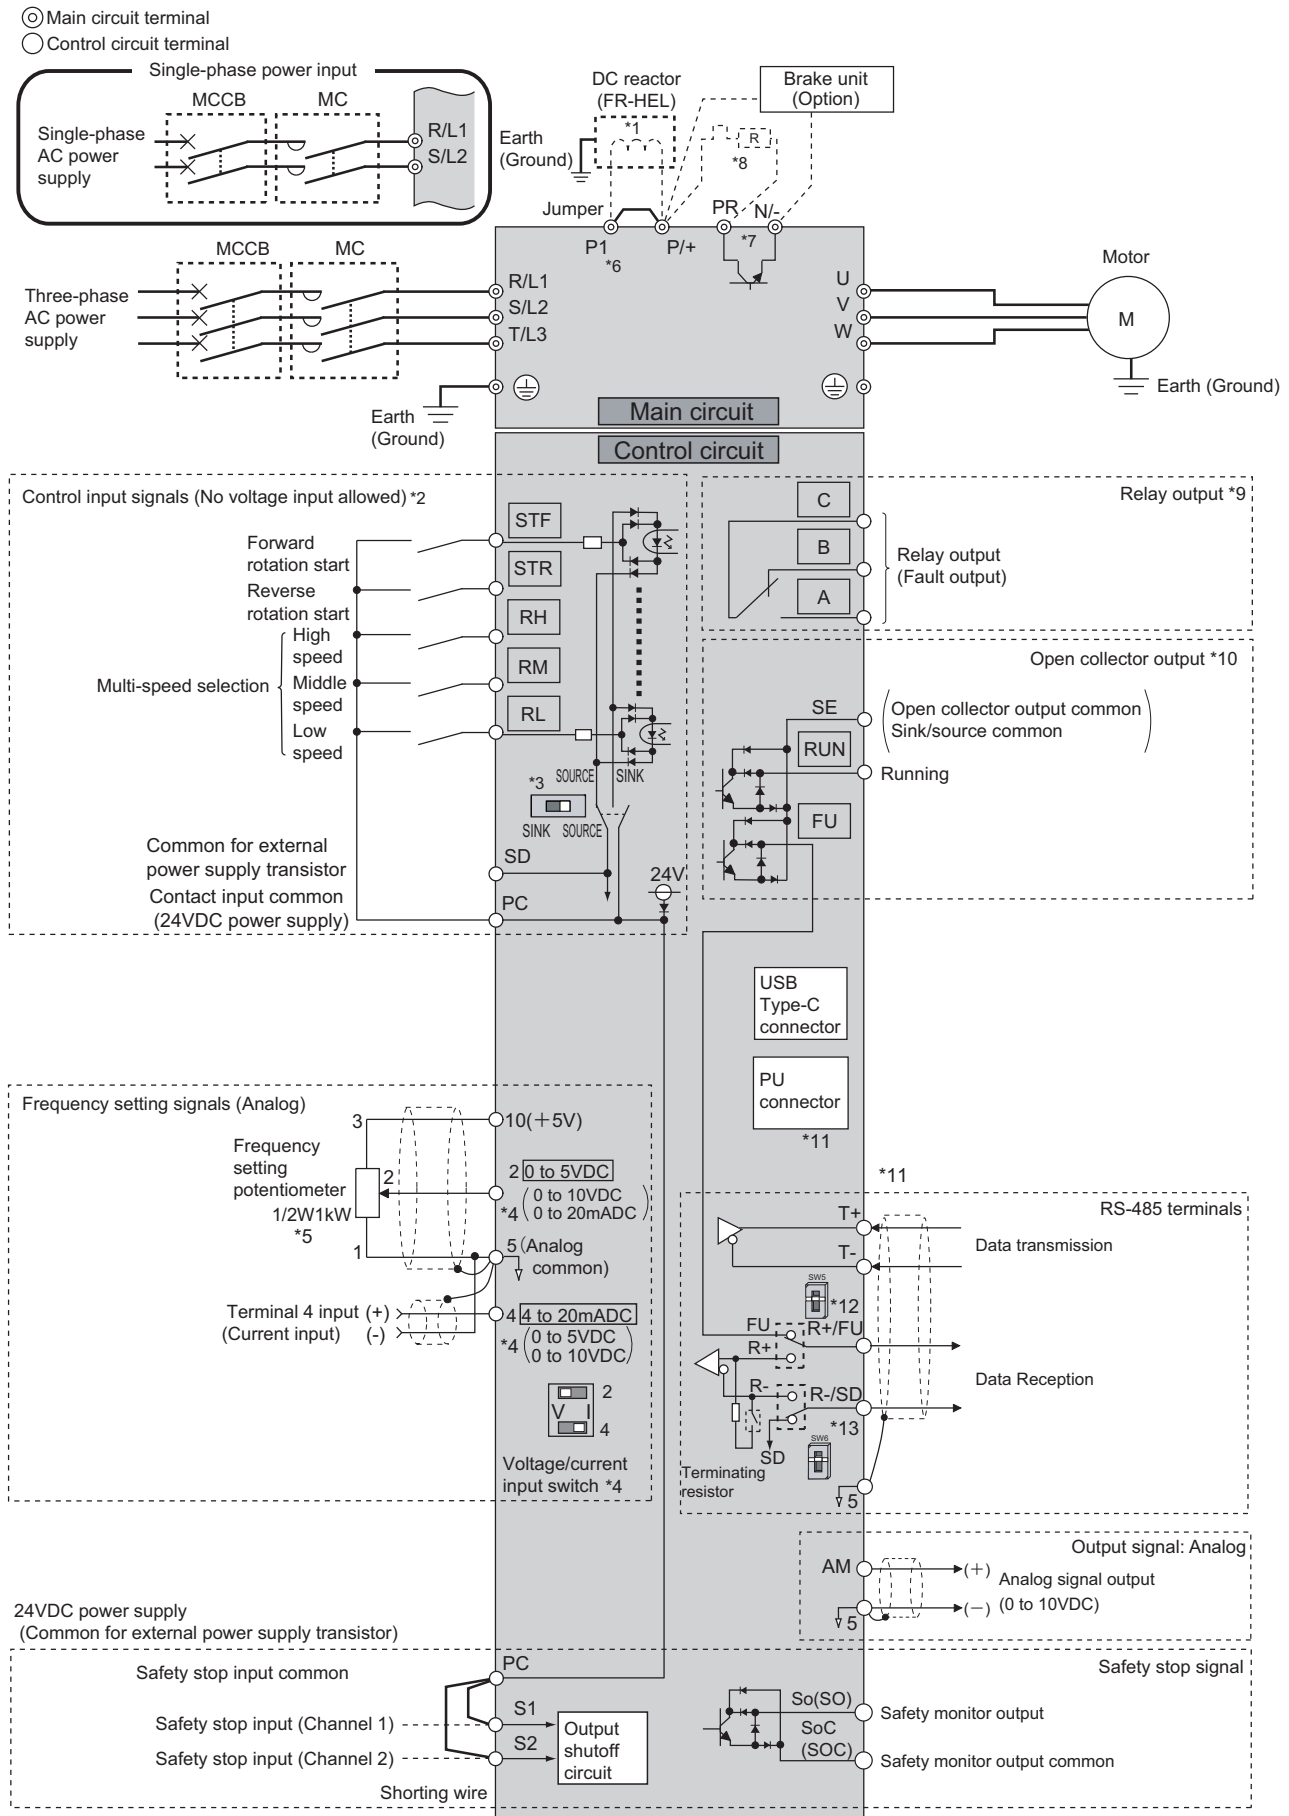 Main circuit terminal
Control circuit terminal
Single-phase power input
MCCB
MC
Single-phase
AC power
supply
R/L1
S/L2
Earth
(Ground)
DC reactor
(FR-HEL)
*1
Brake unit
(Option)
R
*8
Jumper
PR
N/-
P1
*6
P/+
*7
MCCB
MC
Three-phase
AC power
supply
R/L1
S/L2
T/L3
U
V
W
Motor
M
Earth (Ground)
Earth
(Ground)
Main circuit
Control circuit
Control input signals (No voltage input allowed) *2
Forward
rotation start
Reverse
rotation start
Multi-speed selection
High
speed
Middle
speed
Low
speed
STF
STR
RH
RM
RL
*3
SOURCE
SINK
SINK
SOURCE
Common for external
power supply transistor
Contact input common
(24VDC power supply)
SD
PC
24V
Relay output *9
C
B
A
Relay output
(Fault output)
Open collector output *10
SE
Open collector output common
Sink/source common
RUN
Running
FU
USB
Type-C
connector
PU
connector
*11
Frequency setting signals (Analog)
Frequency
setting
potentiometer
1/2W1kW
*5
3
2
1
10(+5V)
2 0 to 5VDC
*4 (0 to 10VDC
0 to 20mADC)
5 (Analog
common)
Terminal 4 input (+)
(Current input) (-)
4 4 to 20mADC
*4 (0 to 5VDC
0 to 10VDC)
2
V I
4
Voltage/current
input switch *4
*11
RS-485 terminals
T+
T-
Data transmission
SW5
*12
FU
R+/FU
R+
R-
R-/SD
Data Reception
*13
SW6
SD
Terminating
resistor
5
Output signal: Analog
AM
(+)
Analog signal output
(0 to 10VDC)
(−)
5
24VDC power supply
(Common for external power supply transistor)
Safety stop signal
Safety stop input common
PC
Safety stop input (Channel 1)
S1
Safety stop input (Channel 2)
S2
Output
shutoff
circuit
Shorting wire
So(SO)
Safety monitor output
SoC
(SOC)
Safety monitor output common